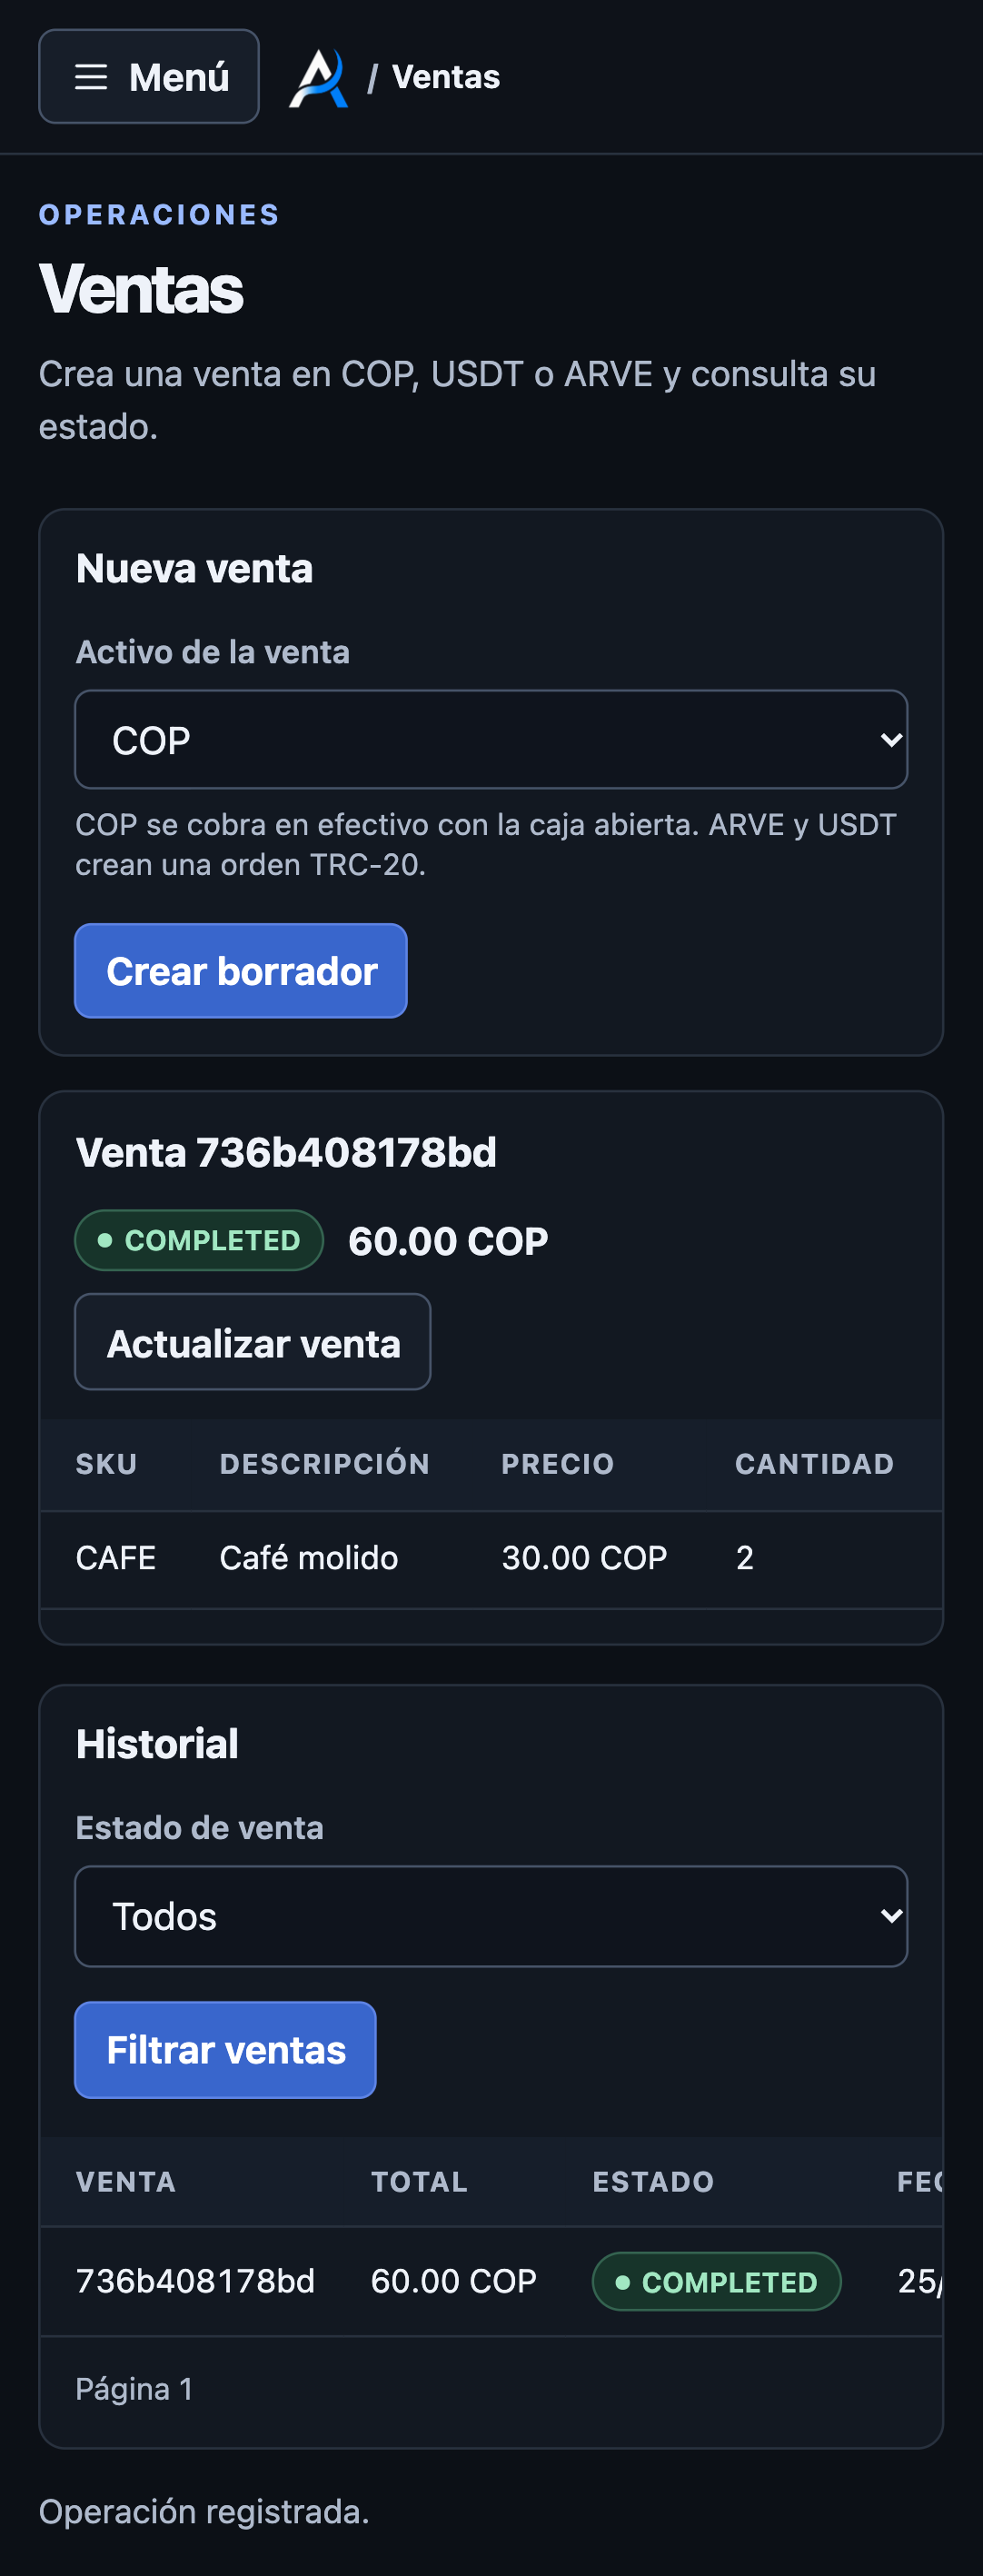 Menú / Ventas
OPERACIONES
Ventas
Crea una venta en COP, USDT o ARVE y consulta su
estado.
Nueva venta
Activo de la venta
COP
COP se cobra en efectivo con la caja abierta. ARVE y USDT
crean una orden TRC-20.
Crear borrador
Venta 736b408178bd
COMPLETED 60.00 COP
Actualizar venta
SKU DESCRIPCIÓN PRECIO CANTIDAD
CAFE Café molido 30.00 COP 2
Historial
Estado de venta
Todos
Filtrar ventas
VENTA TOTAL ESTADO
736b408178bd 60.00 COP COMPLETED 25/
Página 1
Operación registrada.